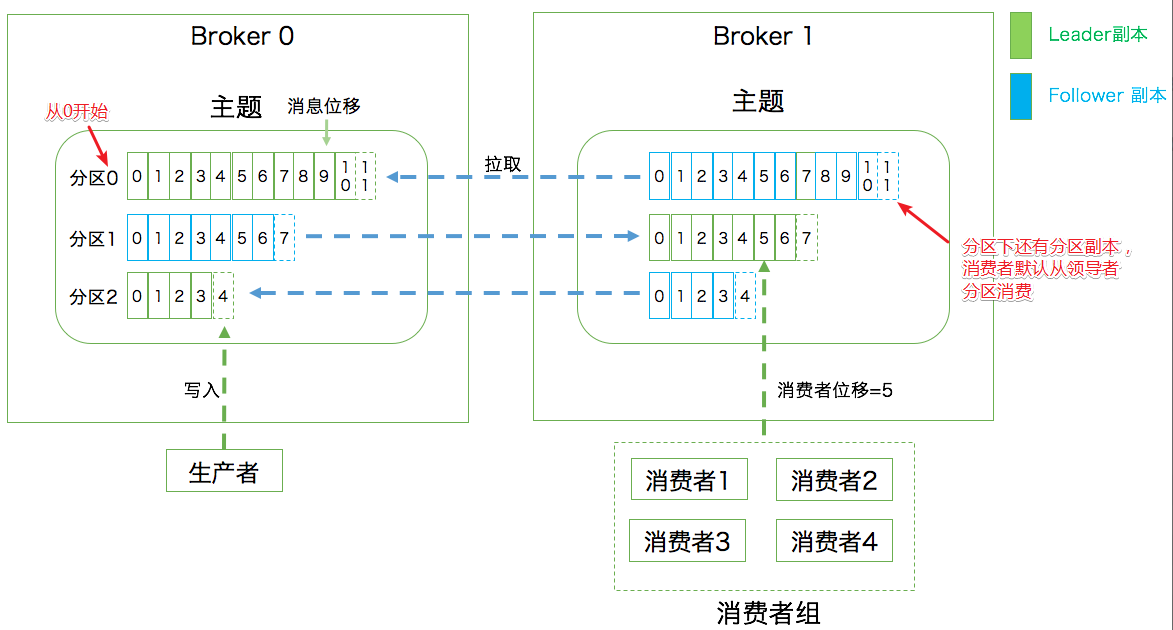 Broker 0
主题
消息位移
从0开始
分区0 0 1 2 3 4 5 6 7 8 9 10 11
分区1 0 1 2 3 4 5 6 7
分区2 0 1 2 3 4
写入
生产者
拉取
Broker 1
主题
0 1 2 3 4 5 6 7 8 9 10 11
0 1 2 3 4 5 6 7
0 1 2 3 4
消费者位移=5
消费者1 消费者2
消费者3 消费者4
消费者组
Leader副本
Follower 副本
分区下还有分区副本，
消费者默认从领导者
分区消费